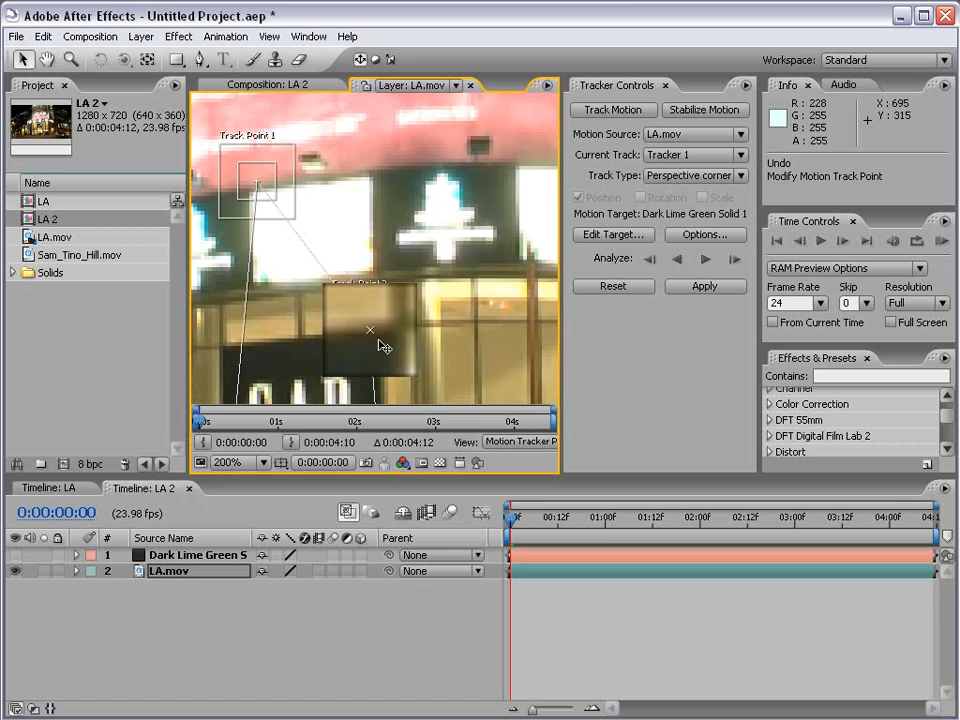 Adobe After Effects - Untitled Project.aep *
File Edit Composition Layer Effect Animation View Window Help
Workspace: Standard
Project
LA 2
1280 x 720 (640 x 360)
Δ 0:00:04:12, 23.98 fps
Name
LA
LA 2
LA.mov
Sam_Tino_Hill.mov
Solids
8 bpc
Composition: LA 2
Layer: LA.mov
Track Point 1
01s 02s 03s 04s
0:00:00:00 0:00:04:10 Δ 0:00:04:12 View: Motion Tracker P
200% 0:00:00:00
Tracker Controls
Track Motion Stabilize Motion
Motion Source: LA.mov
Current Track: Tracker 1
Track Type: Perspective corner
Position Rotation Scale
Motion Target: Dark Lime Green Solid 1
Edit Target... Options...
Analyze:
Reset Apply
Info Audio
R : 228
G : 255
B : 255
A : 255
X : 695
Y : 315
Undo
Modify Motion Track Point
Time Controls
RAM Preview Options
Frame Rate Skip Resolution
24 0 Full
From Current Time Full Screen
Effects & Presets
Contains:
Channel
Color Correction
DFT 55mm
DFT Digital Film Lab 2
Distort
Timeline: LA Timeline: LA 2
0:00:00:00 (23.98 fps)
# Source Name Parent
1 Dark Lime Green S None
2 LA.mov None
00:12f 01:00f 01:12f 02:00f 02:12f 03:00f 03:12f 04:00f